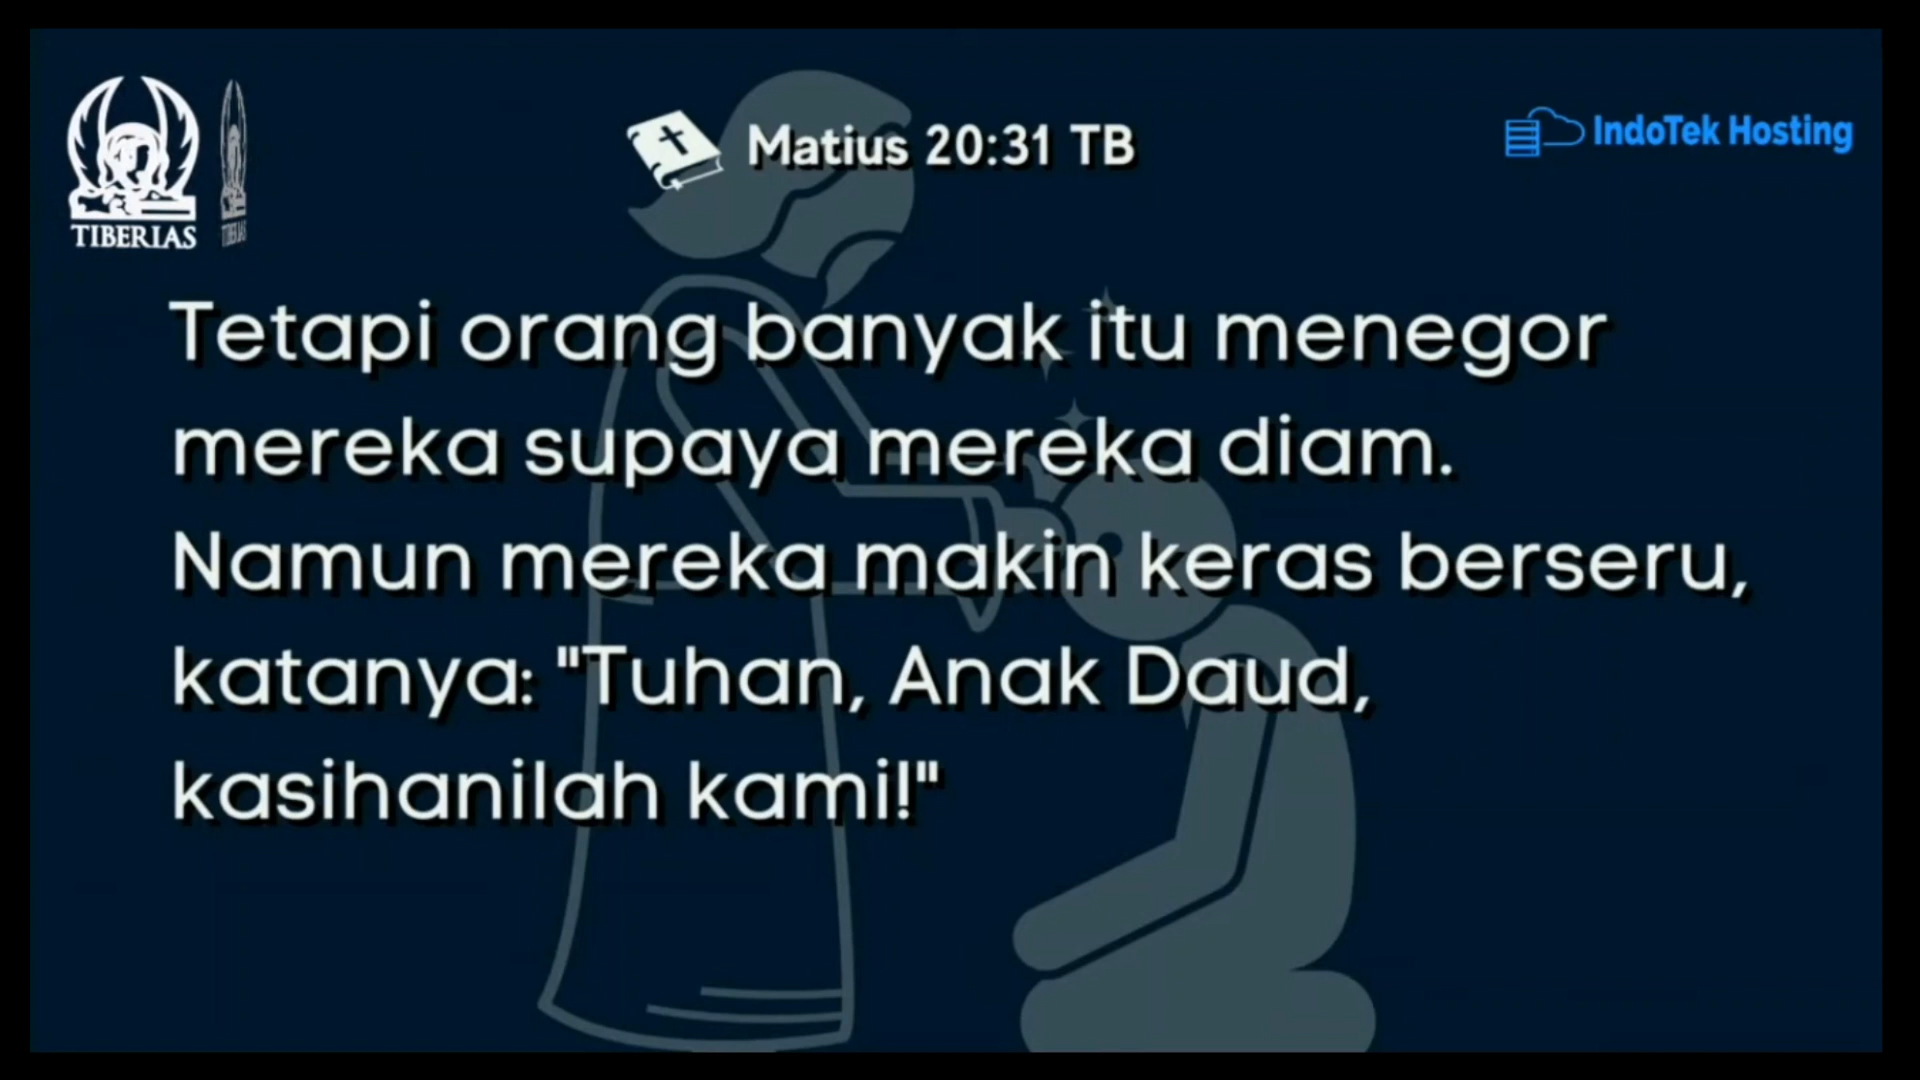 TIBERIAS
TIBERIAS
Matius 20:31 TB
IndoTek Hosting
Tetapi orang banyak itu menegor
mereka supaya mereka diam.
Namun mereka makin keras berseru,
katanya: "Tuhan, Anak Daud,
kasihanilah kami!"